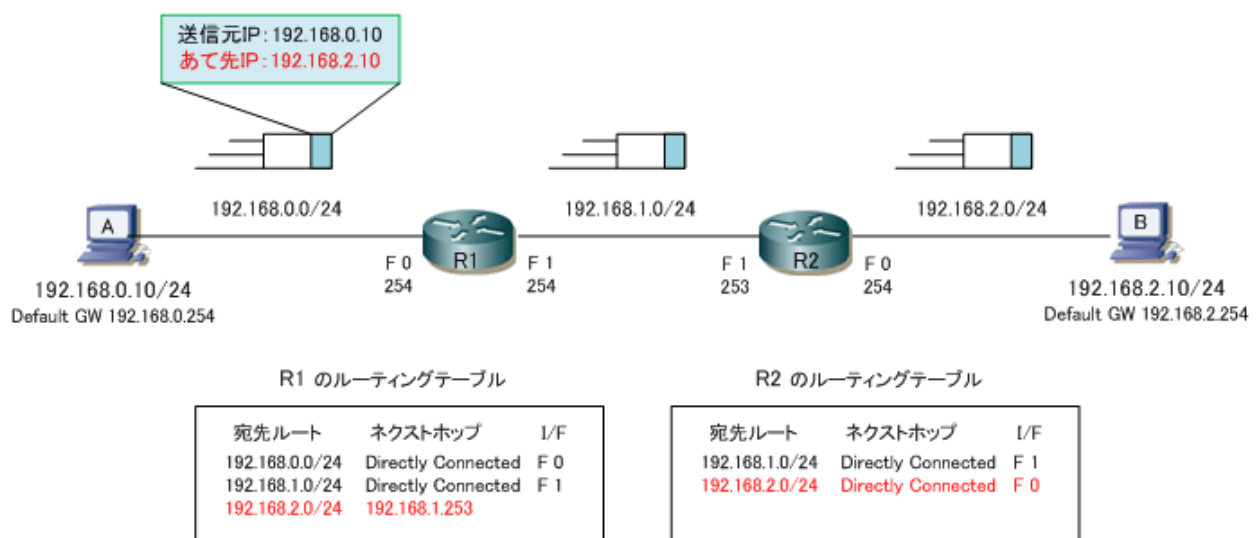 送信元IP:192.168.0.10
あて先IP:192.168.2.10
192.168.0.0/24
192.168.1.0/24
192.168.2.0/24
A
R1
R2
B
F 0
254
F 1
254
F 1
253
F 0
254
192.168.0.10/24
Default GW 192.168.0.254
192.168.2.10/24
Default GW 192.168.2.254
R1 のルーティングテーブル
宛先ルート ネクストホップ I/F
192.168.0.0/24 Directly Connected F 0
192.168.1.0/24 Directly Connected F 1
192.168.2.0/24 192.168.1.253
R2 のルーティングテーブル
宛先ルート ネクストホップ I/F
192.168.1.0/24 Directly Connected F 1
192.168.2.0/24 Directly Connected F 0